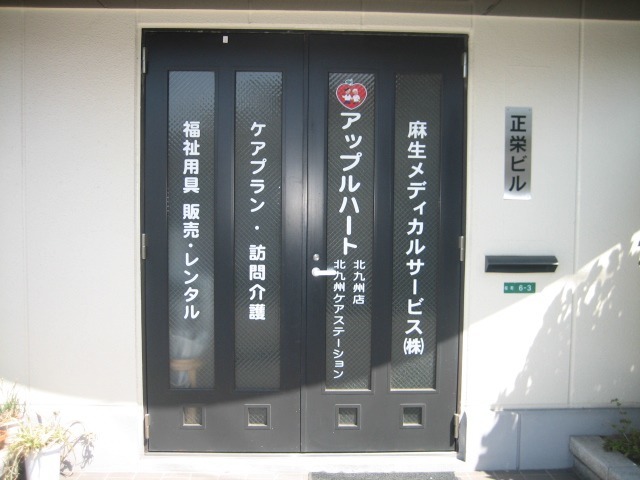 麻生メディカルサービス㈱
アップルハート
北九州店
北九州ケアステーション
ケアプラン・訪問介護
福祉用具 販売・レンタル
正栄ビル
6-3